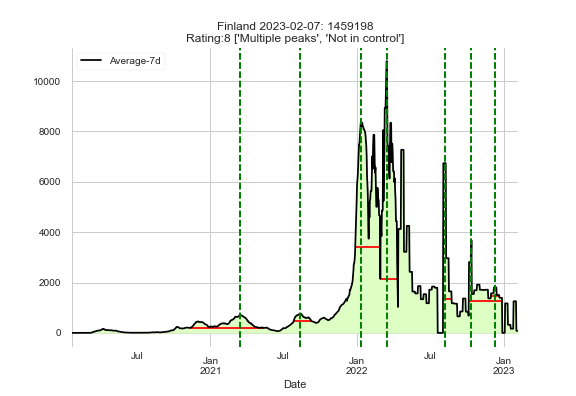 Finland 2023-02-07: 1459198
Rating:8 ['Multiple peaks', 'Not in control']
Average-7d
10000
8000
6000
4000
2000
0
Jul
Jan
2021
Jul
Jan
2022
Jul
Jan
2023
Date